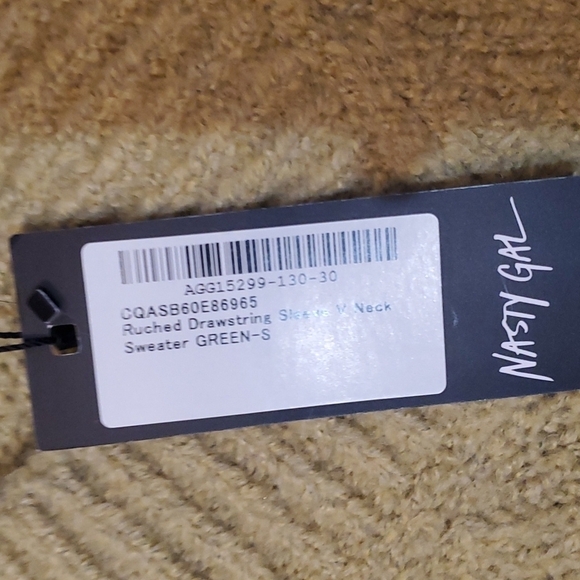 AGG15299-130-30
CQASB60E86965
Ruched Drawstring Sleeve V Neck
Sweater GREEN-S
NASTY GAL